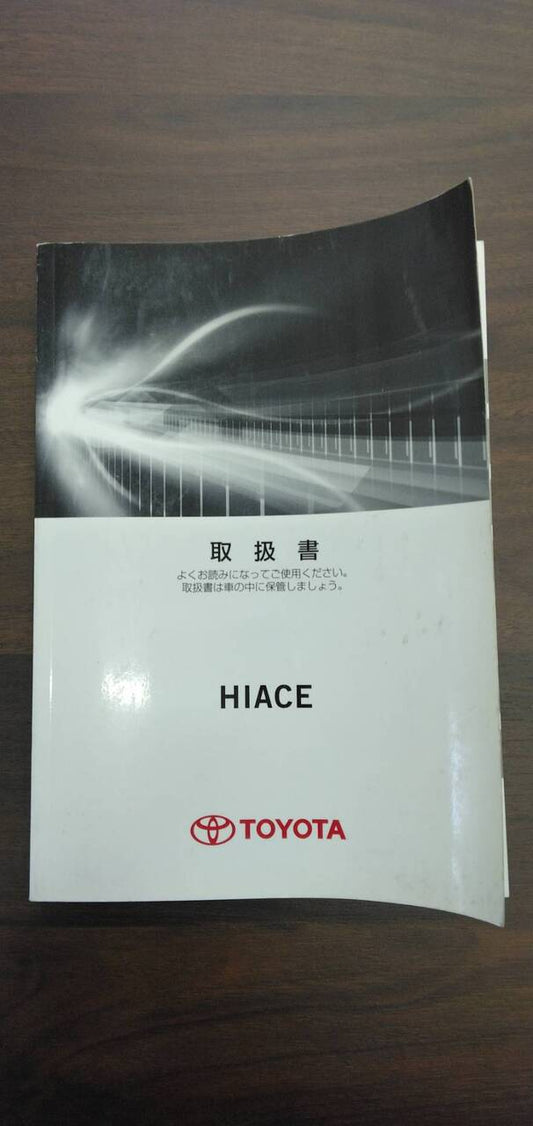 取扱書
よくお読みになってご使用ください。
取扱書は車の中に保管しましょう。
HIACE
TOYOTA